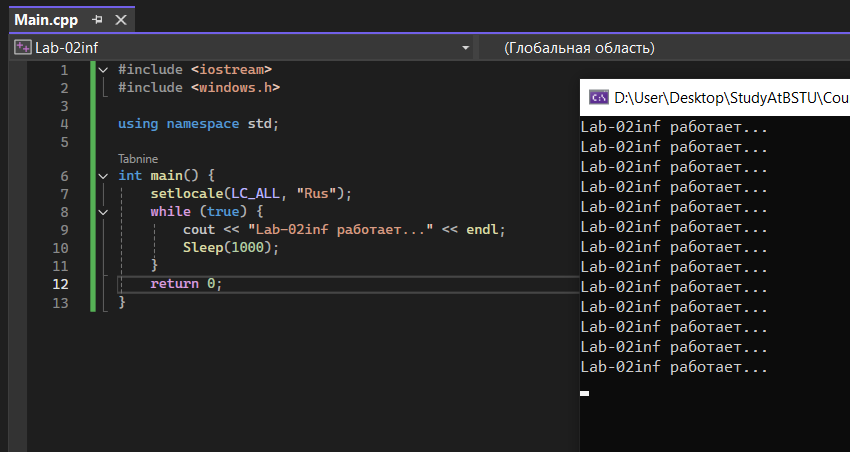 Main.cpp
Lab-02inf
(Глобальная область)
1 #include <iostream>
2 #include <windows.h>
3
4 using namespace std;
5
Tabnine
6 int main() {
7 setlocale(LC_ALL, "Rus");
8 while (true) {
9 cout << "Lab-02inf работает..." << endl;
10 Sleep(1000);
11 }
12 return 0;
13 }
D:\User\Desktop\StudyAtBSTU\Cou
Lab-02inf работает...
Lab-02inf работает...
Lab-02inf работает...
Lab-02inf работает...
Lab-02inf работает...
Lab-02inf работает...
Lab-02inf работает...
Lab-02inf работает...
Lab-02inf работает...
Lab-02inf работает...
Lab-02inf работает...
Lab-02inf работает...
Lab-02inf работает...